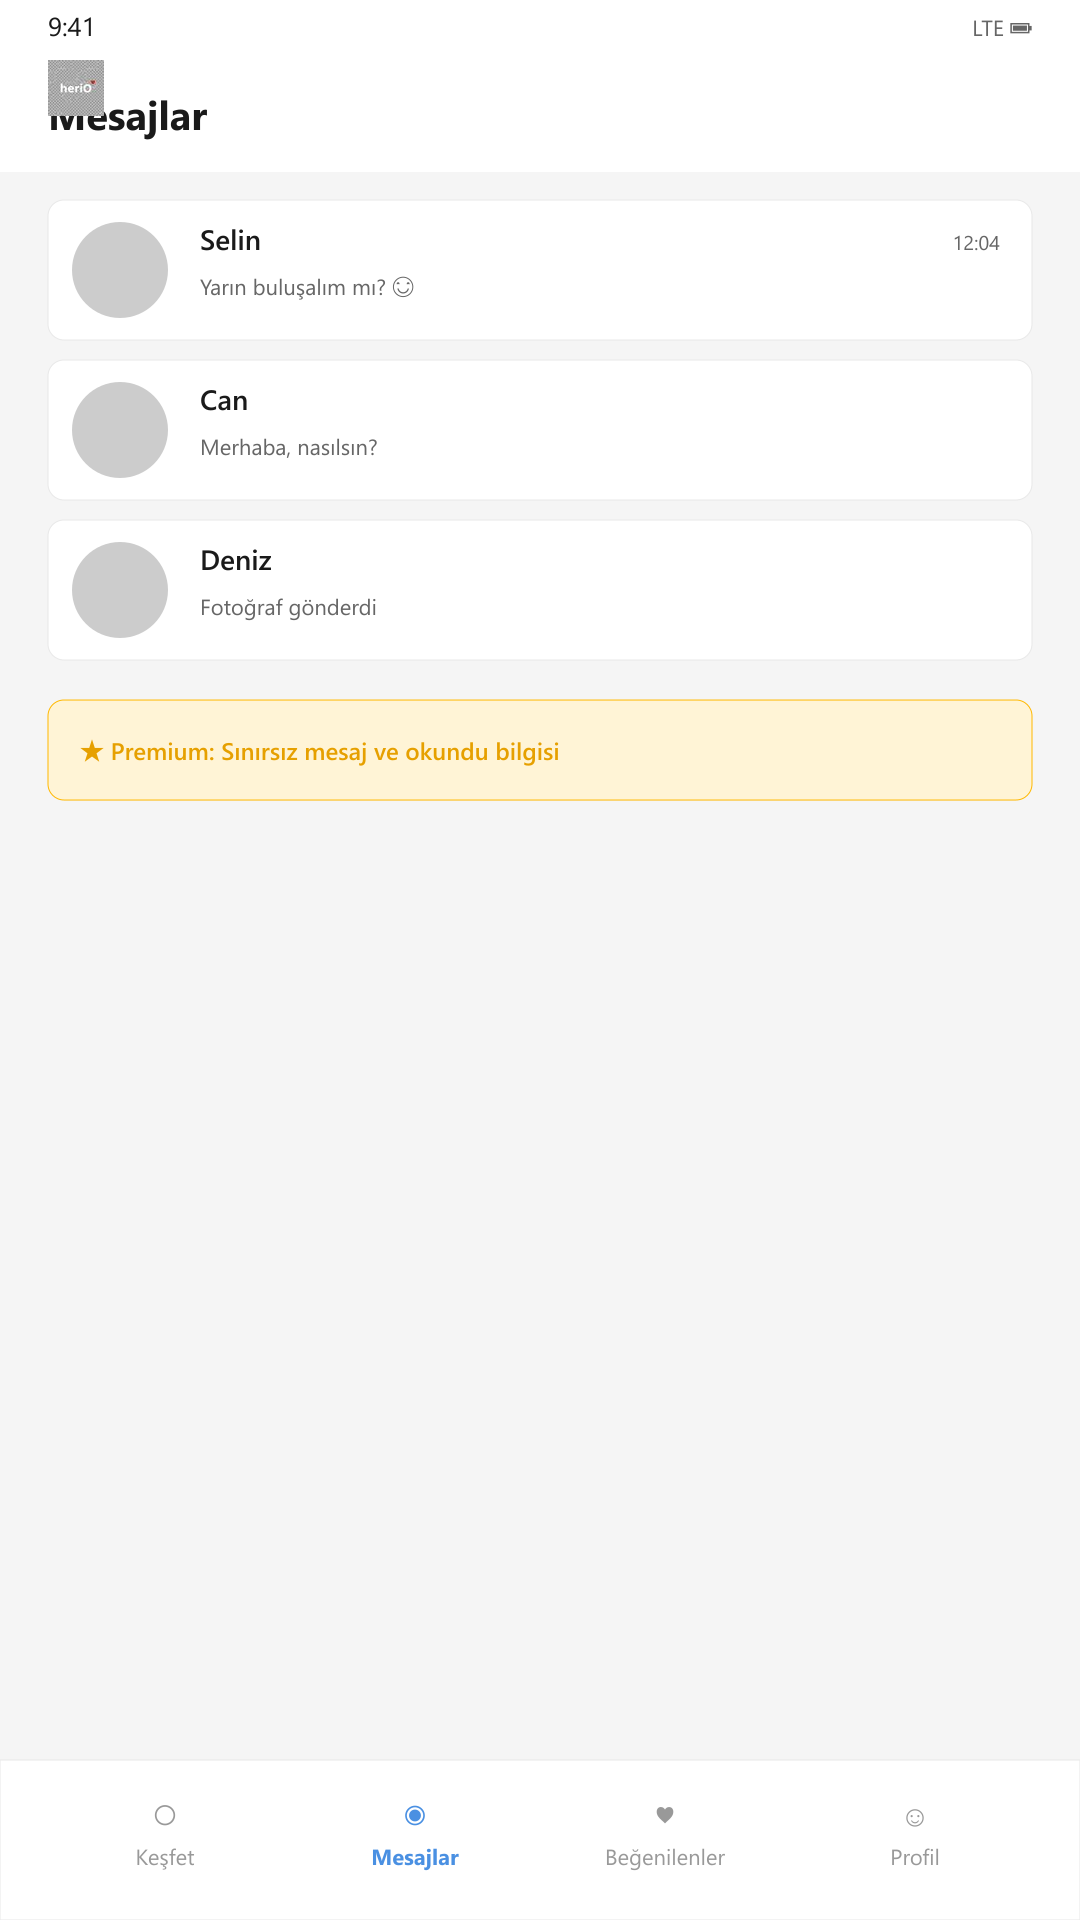 9:41
LTE
heriO
Mesajlar
Selin
12:04
Yarın buluşalım mı? ☺
Can
Merhaba, nasılsın?
Deniz
Fotoğraf gönderdi
★ Premium: Sınırsız mesaj ve okundu bilgisi
Keşfet
Mesajlar
Beğenilenler
Profil